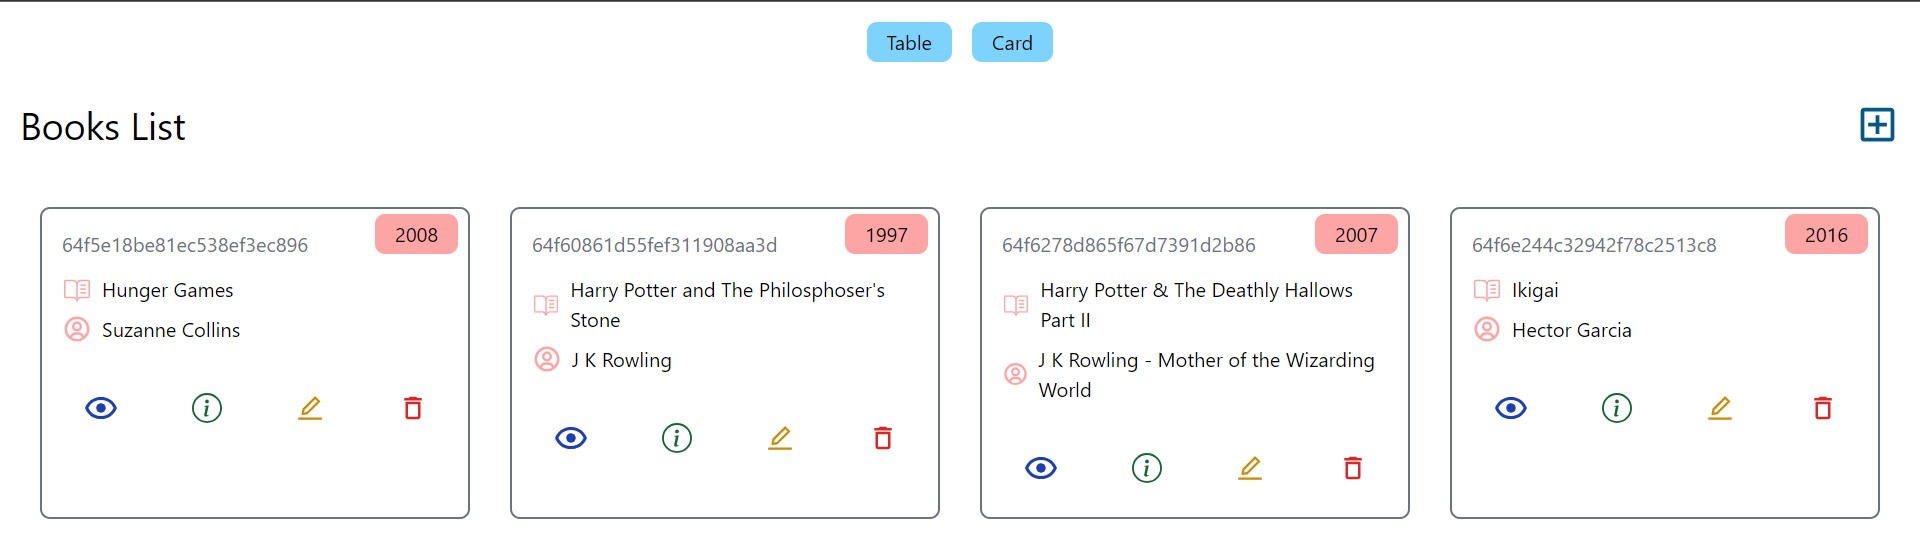 Table
Card
Books List
64f5e18be81ec538ef3ec896
2008
Hunger Games
Suzanne Collins
64f60861d55fef311908aa3d
1997
Harry Potter and The Philosphoser's
Stone
J K Rowling
64f6278d865f67d7391d2b86
2007
Harry Potter & The Deathly Hallows
Part II
J K Rowling - Mother of the Wizarding
World
64f6e244c32942f78c2513c8
2016
Ikigai
Hector Garcia